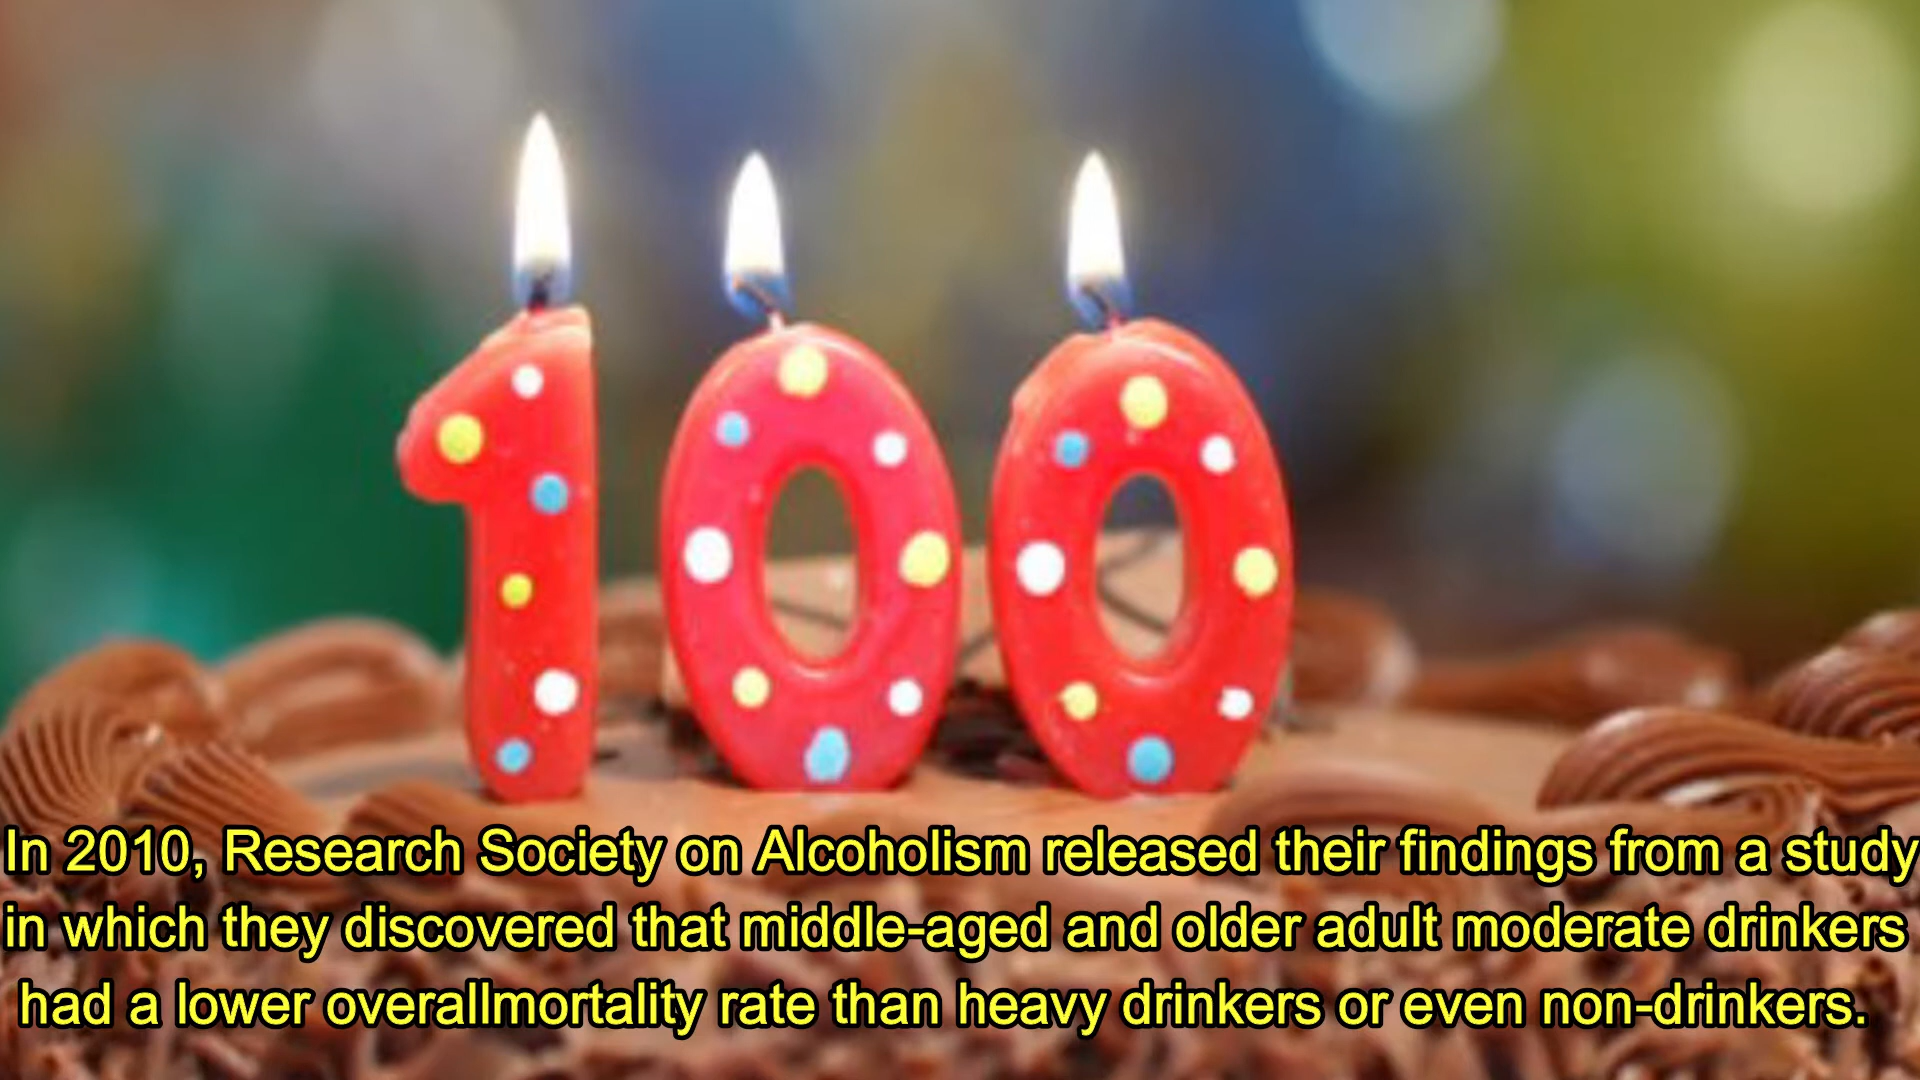 100
In 2010, Research Society on Alcoholism released their findings from a study
in which they discovered that middle-aged and older adult moderate drinkers
had a lower overallmortality rate than heavy drinkers or even non-drinkers.